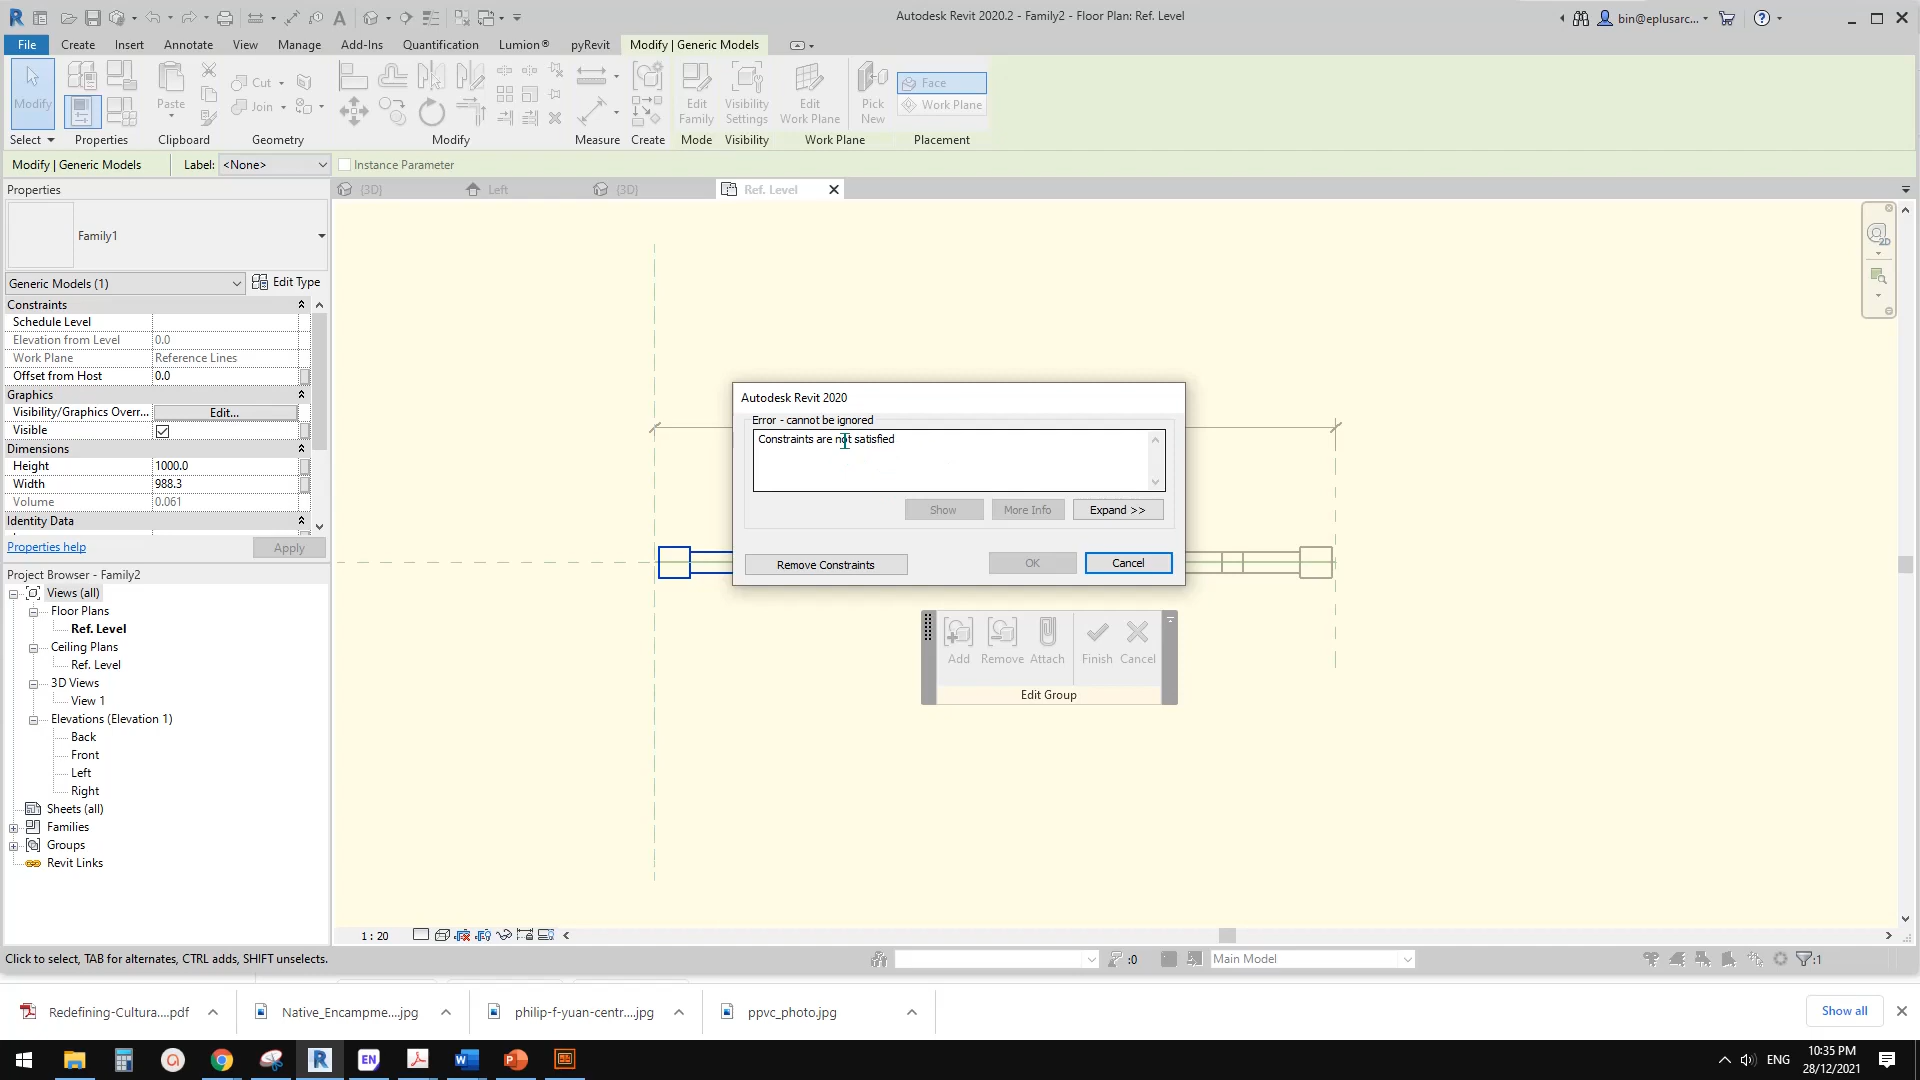 Autodesk Revit 2020.2 - Family2 - Floor Plan: Ref. Level
bin@eplusarc...
File Create Insert Annotate View Manage Add-Ins Quantification Lumion® pyRevit Modify | Generic Models
Modify
Paste
Cut
Join
Edit
Family
Visibility
Settings
Edit
Work Plane
Pick
New
Face
Work Plane
Select Properties Clipboard Geometry Modify Measure Create Mode Visibility Work Plane Placement
Modify | Generic Models Label: <None> Instance Parameter
Properties
{3D} Left {3D} Ref. Level
Family1
Generic Models (1) Edit Type
Constraints
Schedule Level
Elevation from Level 0.0
Work Plane Reference Lines
Offset from Host 0.0
Graphics
Visibility/Graphics Overr... Edit...
Visible
Dimensions
Height 1000.0
Width 988.3
Volume 0.061
Identity Data
Properties help Apply
Project Browser - Family2
Views (all)
Floor Plans
Ref. Level
Ceiling Plans
Ref. Level
3D Views
View 1
Elevations (Elevation 1)
Back
Front
Left
Right
Sheets (all)
Families
Groups
Revit Links
2D
Autodesk Revit 2020
Error - cannot be ignored
Constraints are not satisfied
Show More Info Expand >>
Remove Constraints OK Cancel
Add Remove Attach Finish Cancel
Edit Group
1 : 20
Click to select, TAB for alternates, CTRL adds, SHIFT unselects.
:0
Main Model
:1
Redefining-Cultura....pdf Native_Encampme....jpg philip-f-yuan-centr....jpg ppvc_photo.jpg Show all
EN
ENG
10:35 PM
28/12/2021